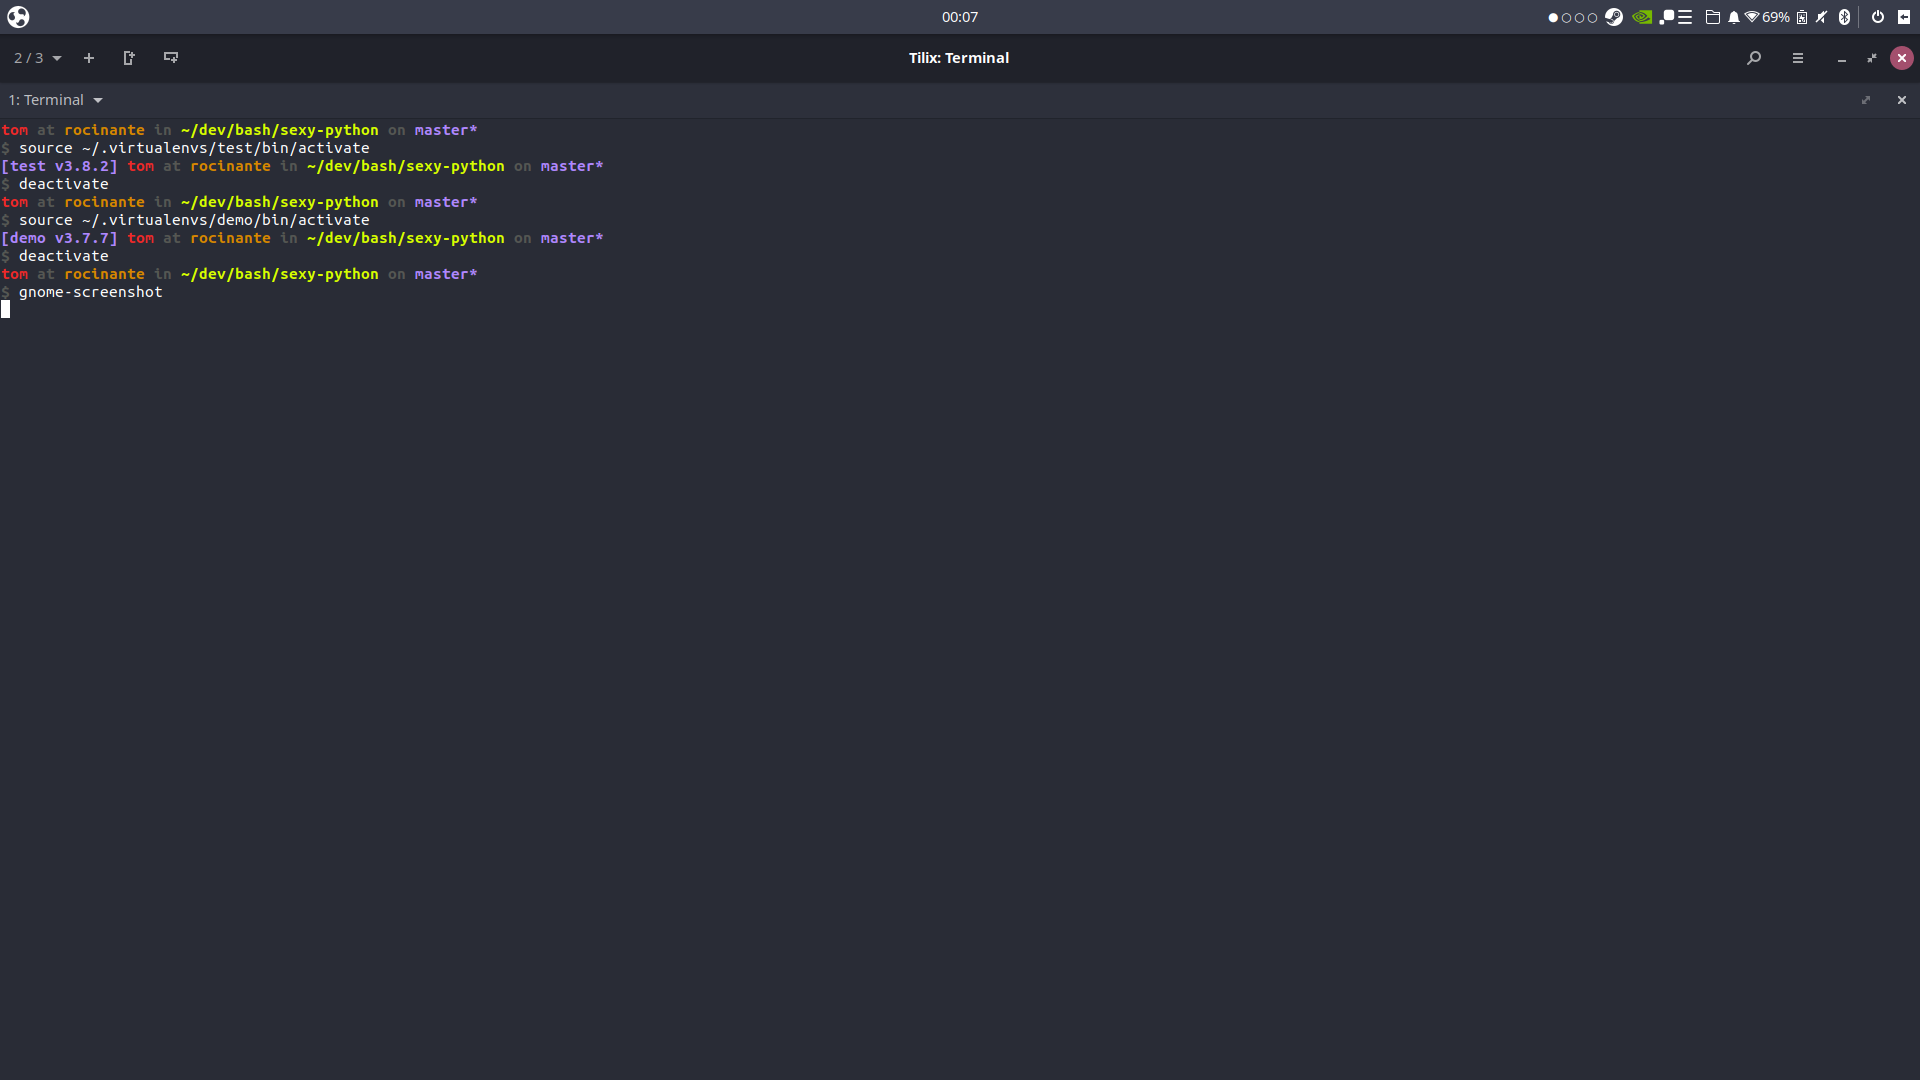 00:07
69%
2 / 3
Tilix: Terminal
1: Terminal
tom at rocinante in ~/dev/bash/sexy-python on master*
$ source ~/.virtualenvs/test/bin/activate
[test v3.8.2] tom at rocinante in ~/dev/bash/sexy-python on master*
$ deactivate
tom at rocinante in ~/dev/bash/sexy-python on master*
$ source ~/.virtualenvs/demo/bin/activate
[demo v3.7.7] tom at rocinante in ~/dev/bash/sexy-python on master*
$ deactivate
tom at rocinante in ~/dev/bash/sexy-python on master*
$ gnome-screenshot